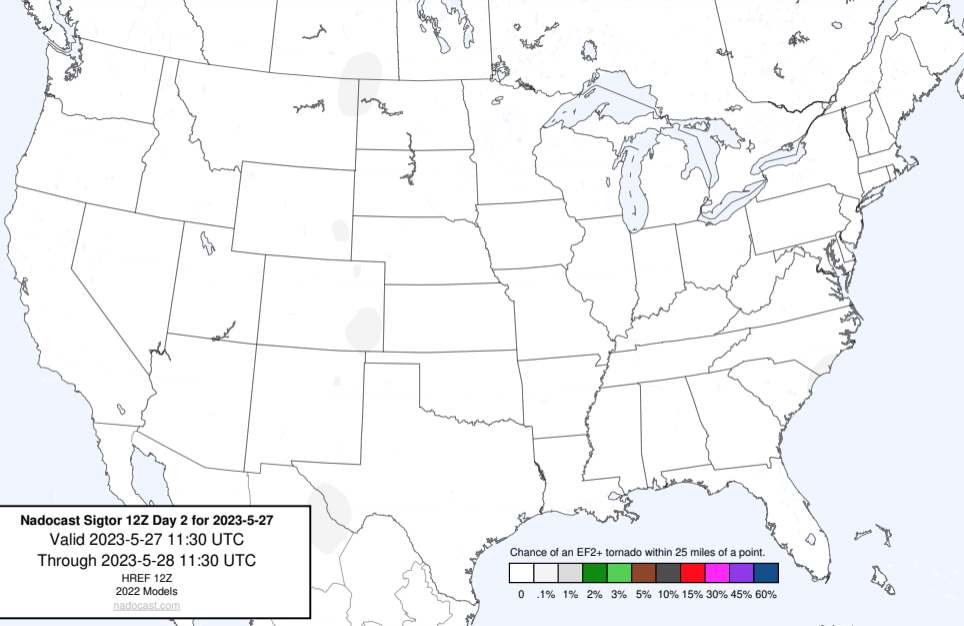 Nadocast Sigtor 12Z Day 2 for 2023-5-27
Valid 2023-5-27 11:30 UTC
Through 2023-5-28 11:30 UTC
HREF 12Z
2022 Models
nadocast.com
Chance of an EF2+ tornado within 25 miles of a point.
0 .1% 1% 2% 3% 5% 10% 15% 30% 45% 60%